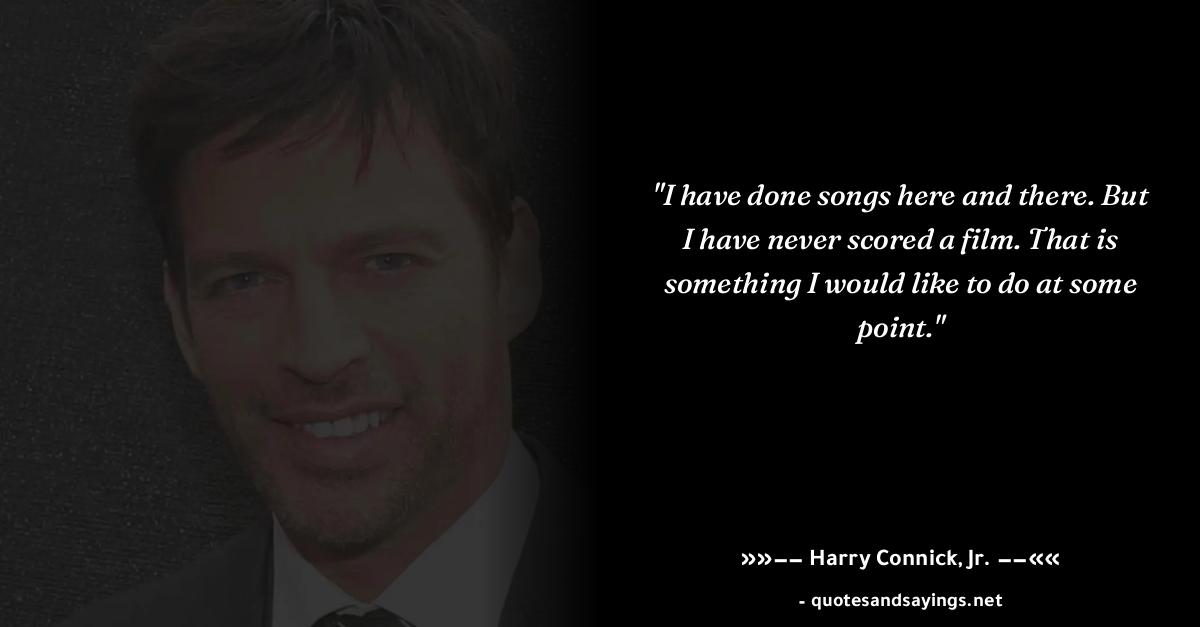 "I have done songs here and there. But
I have never scored a film. That is
something I would like to do at some
point."
»»–– Harry Connick, Jr. ––««
- quotesandsayings.net